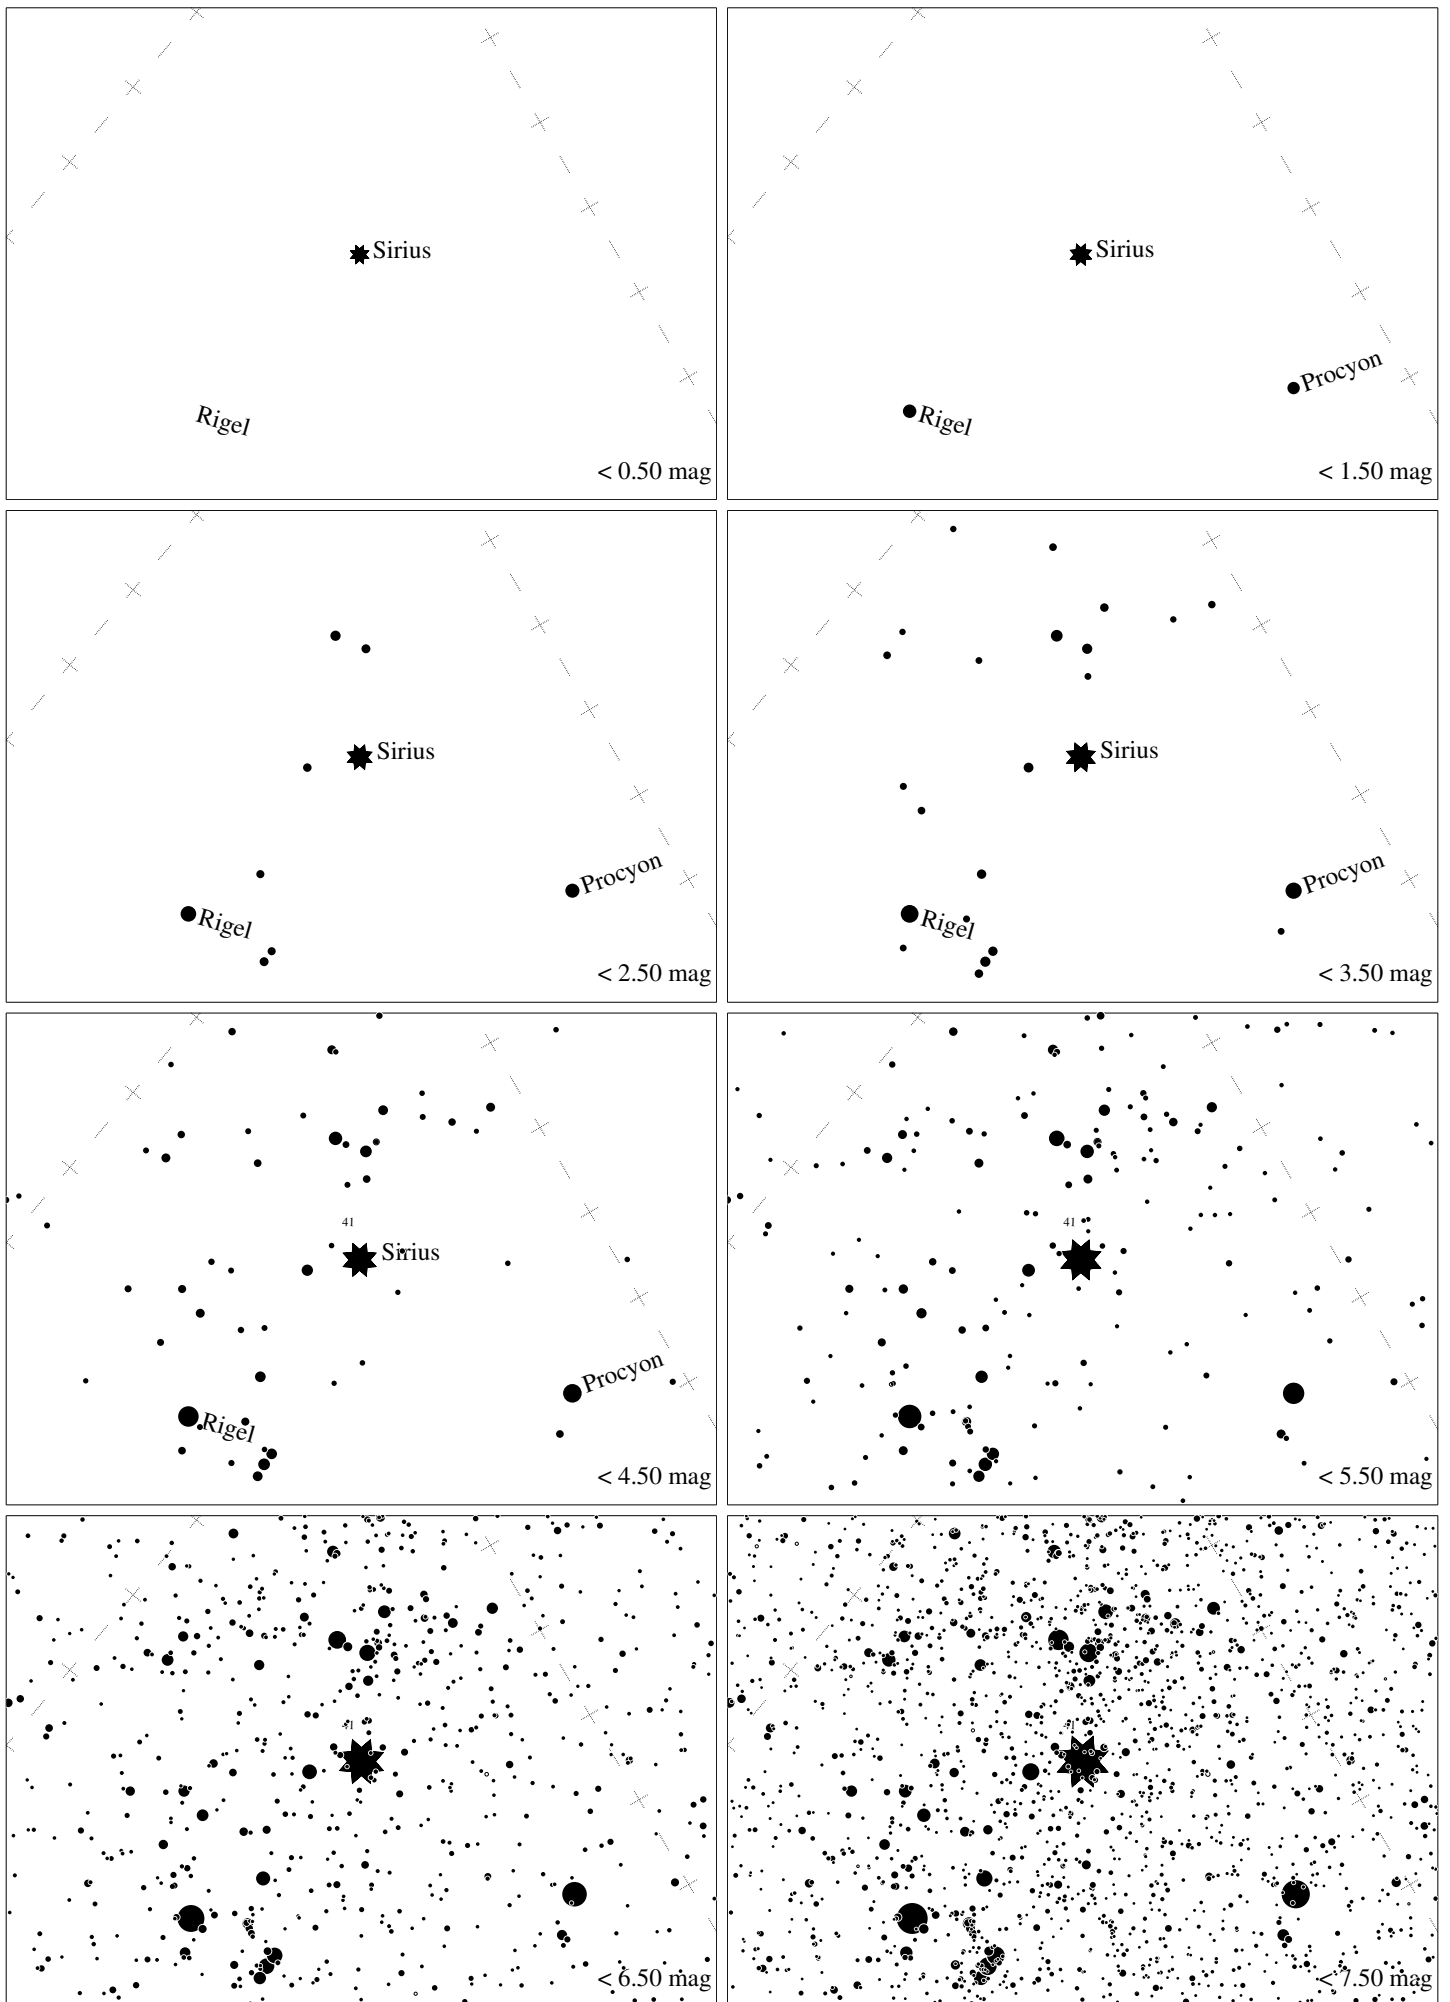 Sirius
Rigel
< 0.50 mag
Sirius
Procyon
Rigel
< 1.50 mag
Sirius
Procyon
Rigel
< 2.50 mag
Sirius
Procyon
Rigel
< 3.50 mag
41
Sirius
Procyon
Rigel
< 4.50 mag
41
< 5.50 mag
41
< 6.50 mag
41
< 7.50 mag